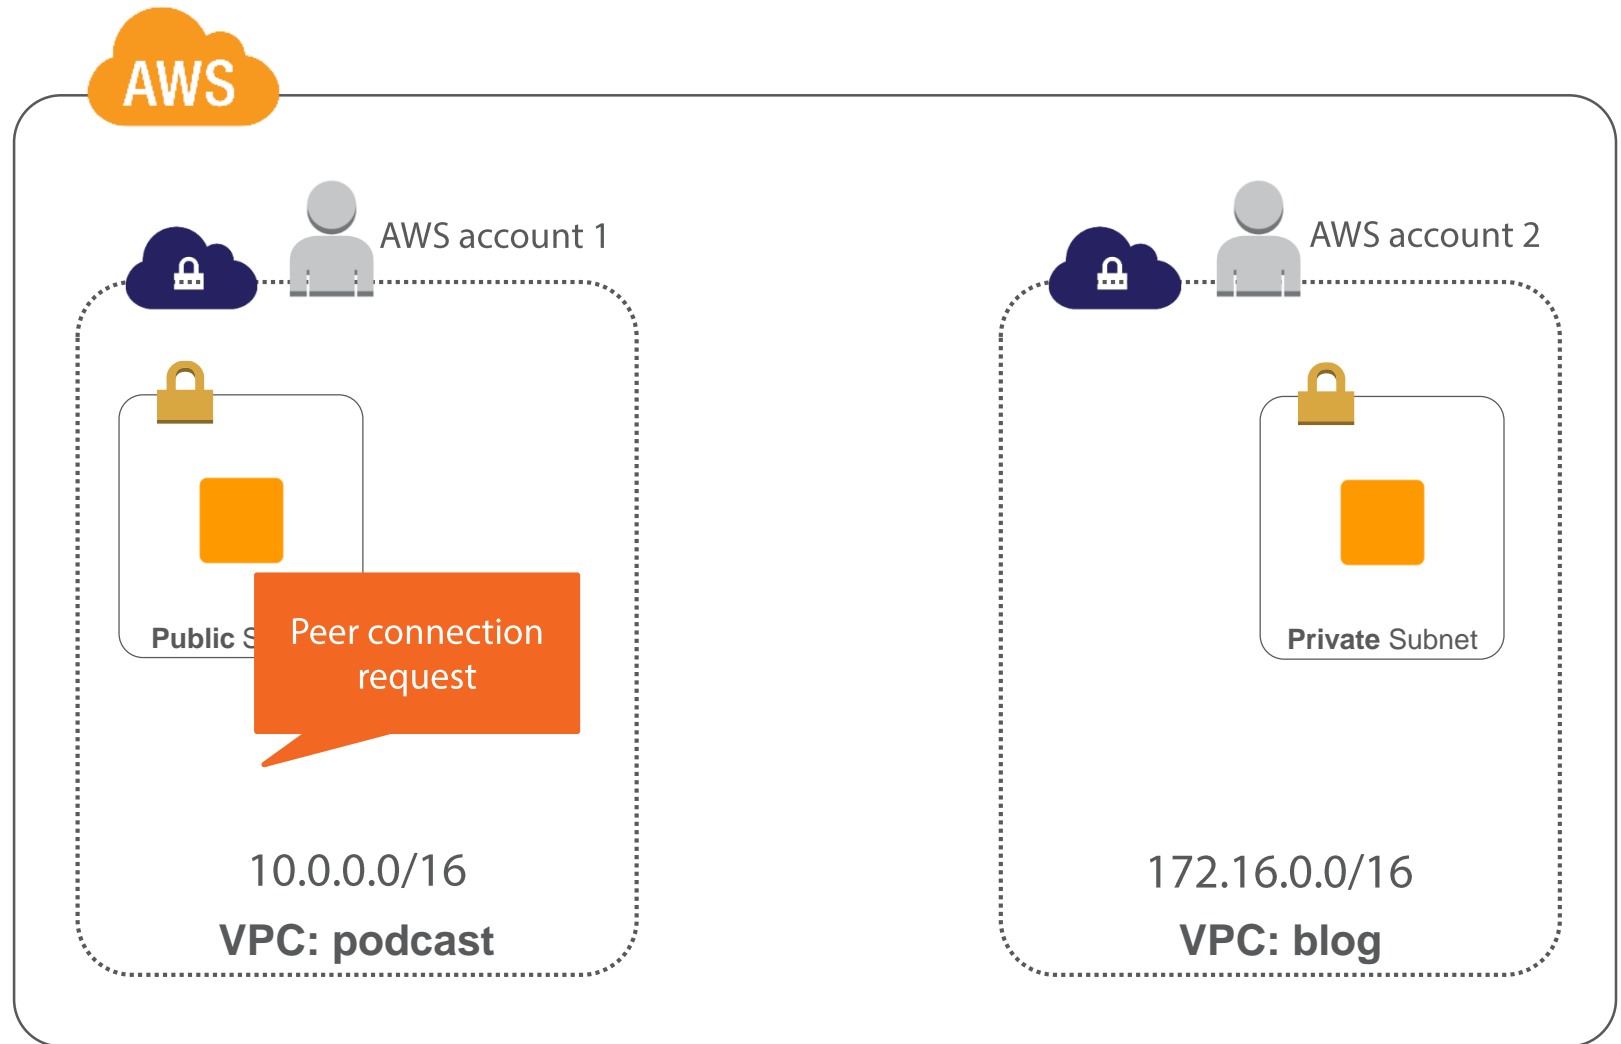 AWS
AWS account 1
AWS account 2
Public
Peer connection
request
Private Subnet
10.0.0.0/16
172.16.0.0/16
VPC: podcast
VPC: blog